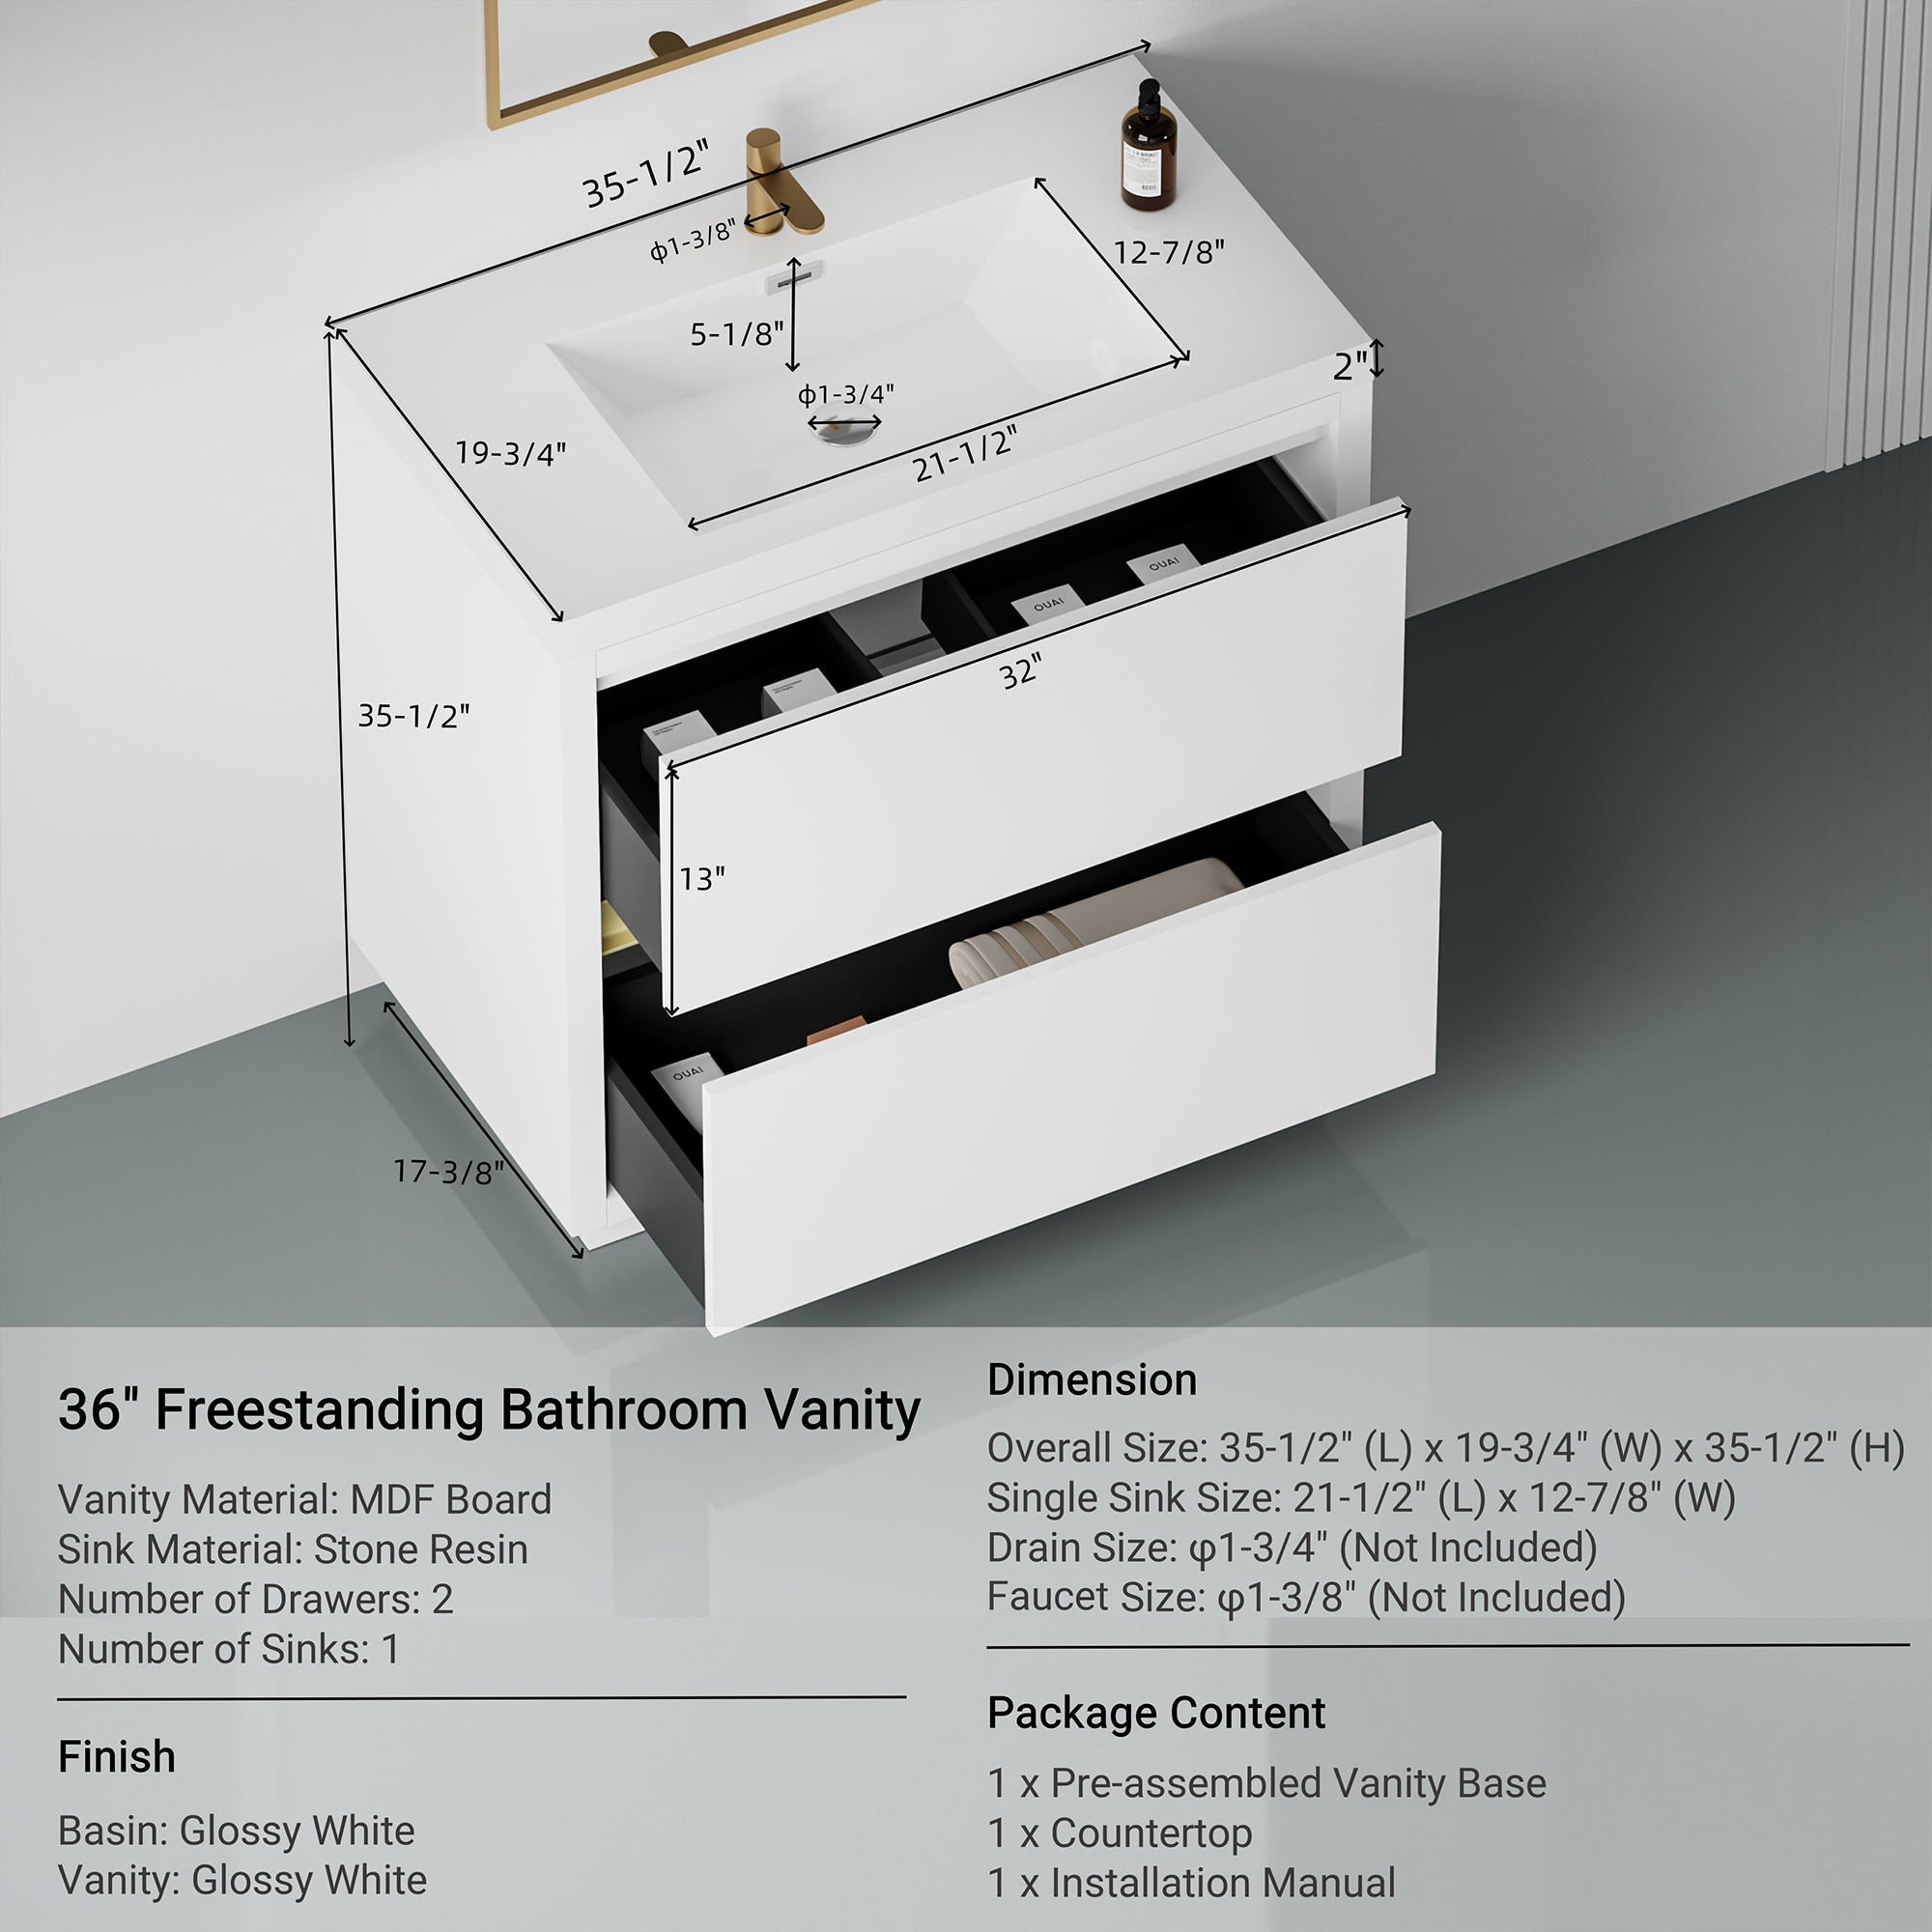 35-1/2"
ϕ1-3/8"
12-7/8"
5-1/8"
2"
ϕ1-3/4"
19-3/4"
21-1/2"
OUAI
OUAI
32"
35-1/2"
13"
OUAI
17-3/8"
36" Freestanding Bathroom Vanity
Vanity Material: MDF Board
Sink Material: Stone Resin
Number of Drawers: 2
Number of Sinks: 1
Finish
Basin: Glossy White
Vanity: Glossy White
Dimension
Overall Size: 35-1/2" (L) x 19-3/4" (W) x 35-1/2" (H)
Single Sink Size: 21-1/2" (L) x 12-7/8" (W)
Drain Size: φ1-3/4" (Not Included)
Faucet Size: φ1-3/8" (Not Included)
Package Content
1 x Pre-assembled Vanity Base
1 x Countertop
1 x Installation Manual